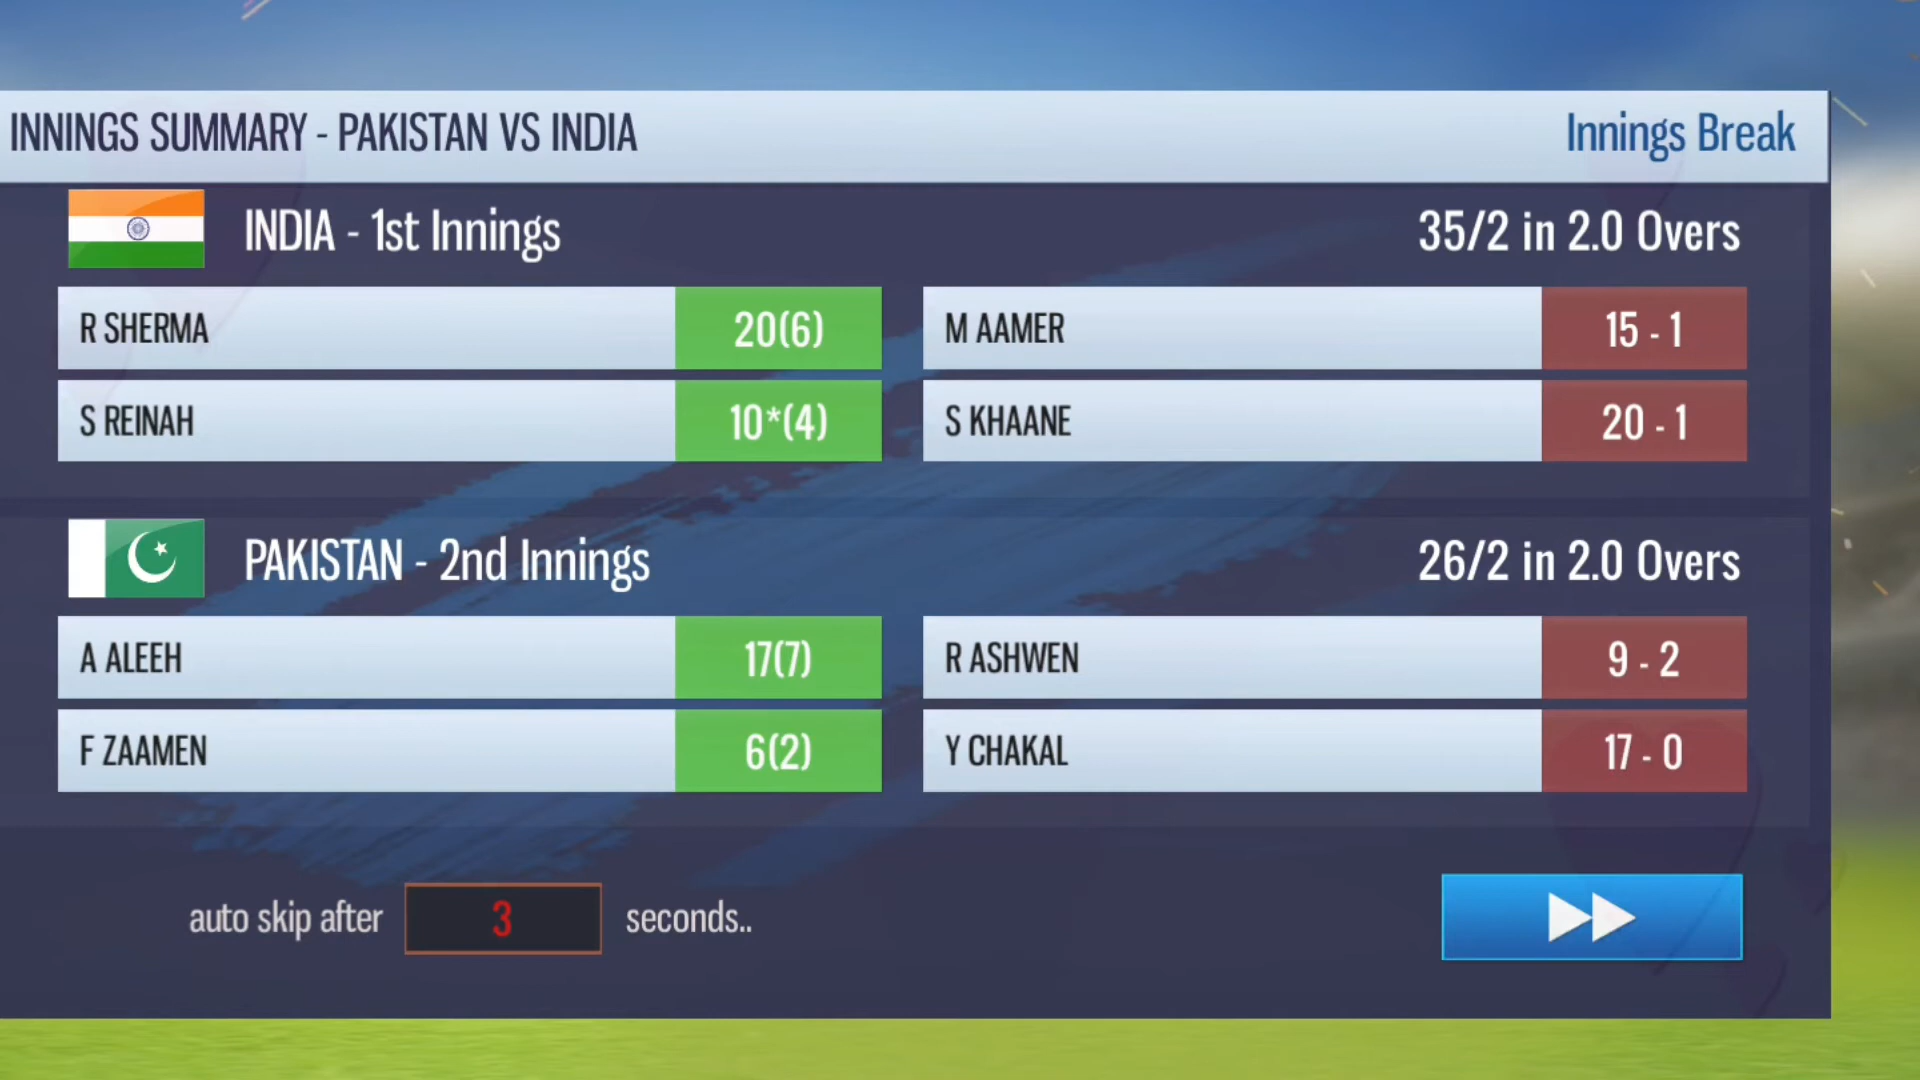 INNINGS SUMMARY - PAKISTAN VS INDIA
Innings Break
INDIA - 1st Innings
35/2 in 2.0 Overs
R SHERMA
20(6)
M AAMER
15 - 1
S REINAH
10*(4)
S KHAANE
20 - 1
PAKISTAN - 2nd Innings
26/2 in 2.0 Overs
A ALEEH
17(7)
R ASHWEN
9 - 2
F ZAAMEN
6(2)
Y CHAKAL
17 - 0
auto skip after 3 seconds..